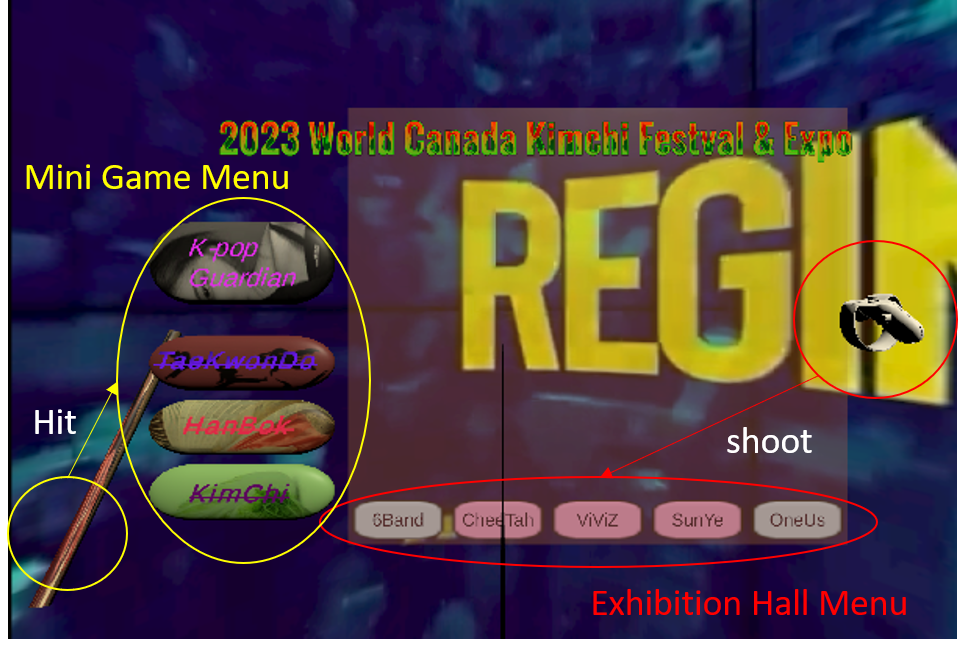 2023 World Canada Kimchi Festval & Expo
Mini Game Menu
REGI
K-pop
Guardian
TaeKwonDo
HanBok
KimChi
Hit
shoot
6Band CheeTah ViViZ SunYe OneUs
Exhibition Hall Menu